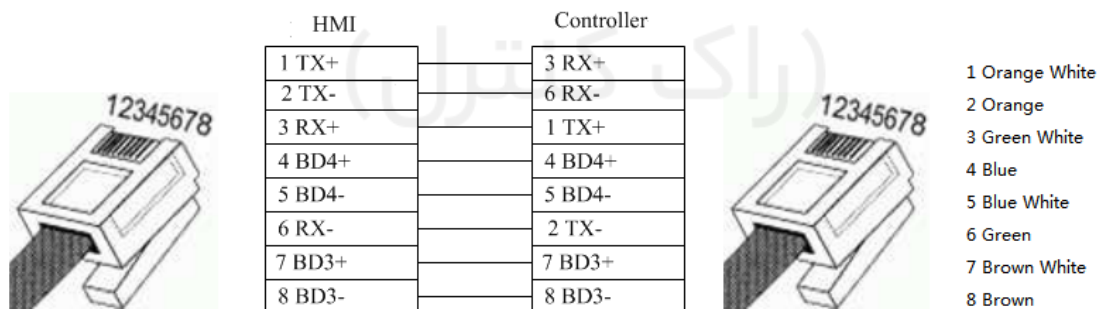 HMI
Controller
1 TX+
3 RX+
2 TX-
6 RX-
3 RX+
1 TX+
4 BD4+
4 BD4+
5 BD4-
5 BD4-
6 RX-
2 TX-
7 BD3+
7 BD3+
8 BD3-
8 BD3-
12345678
12345678
1 Orange White
2 Orange
3 Green White
4 Blue
5 Blue White
6 Green
7 Brown White
8 Brown
(راک کنترل)